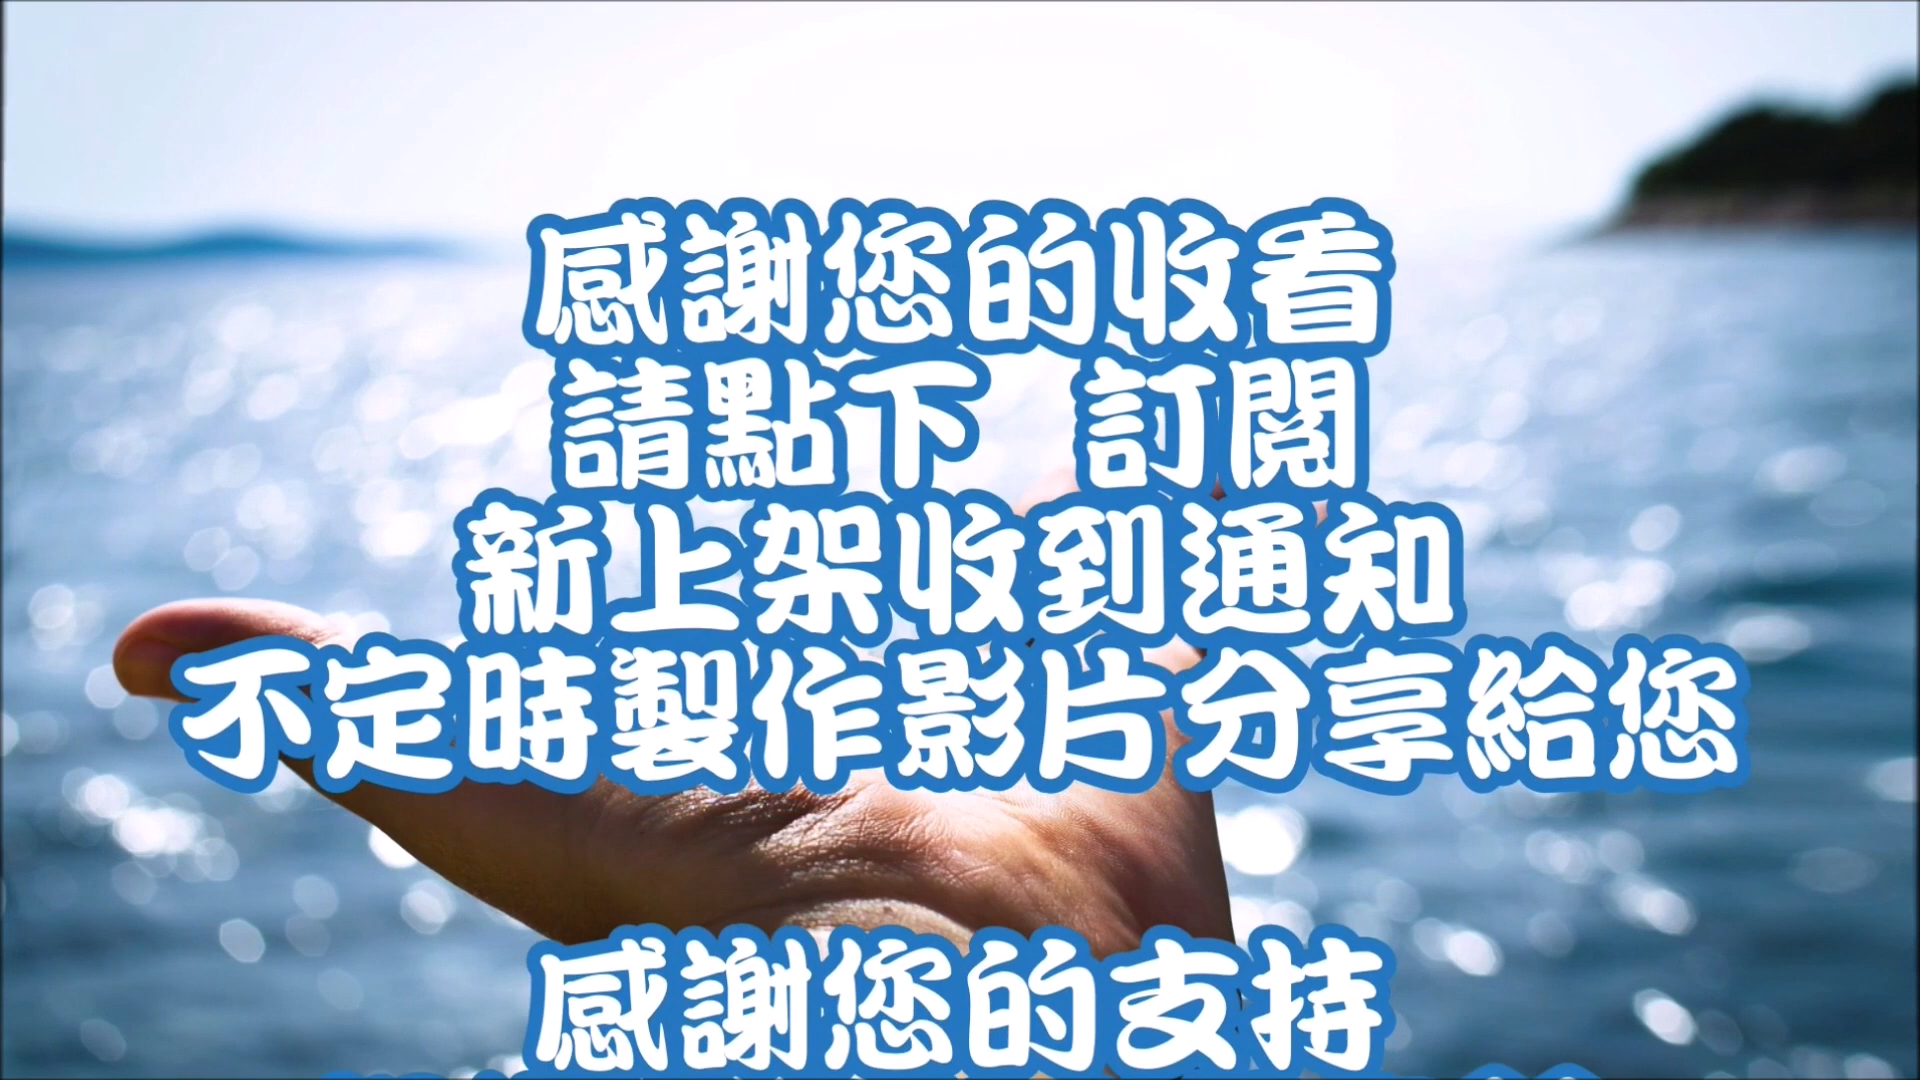 感謝您的收看
請點下 訂閱
新上架收到通知
不定時製作影片分享給您
感謝您的支持